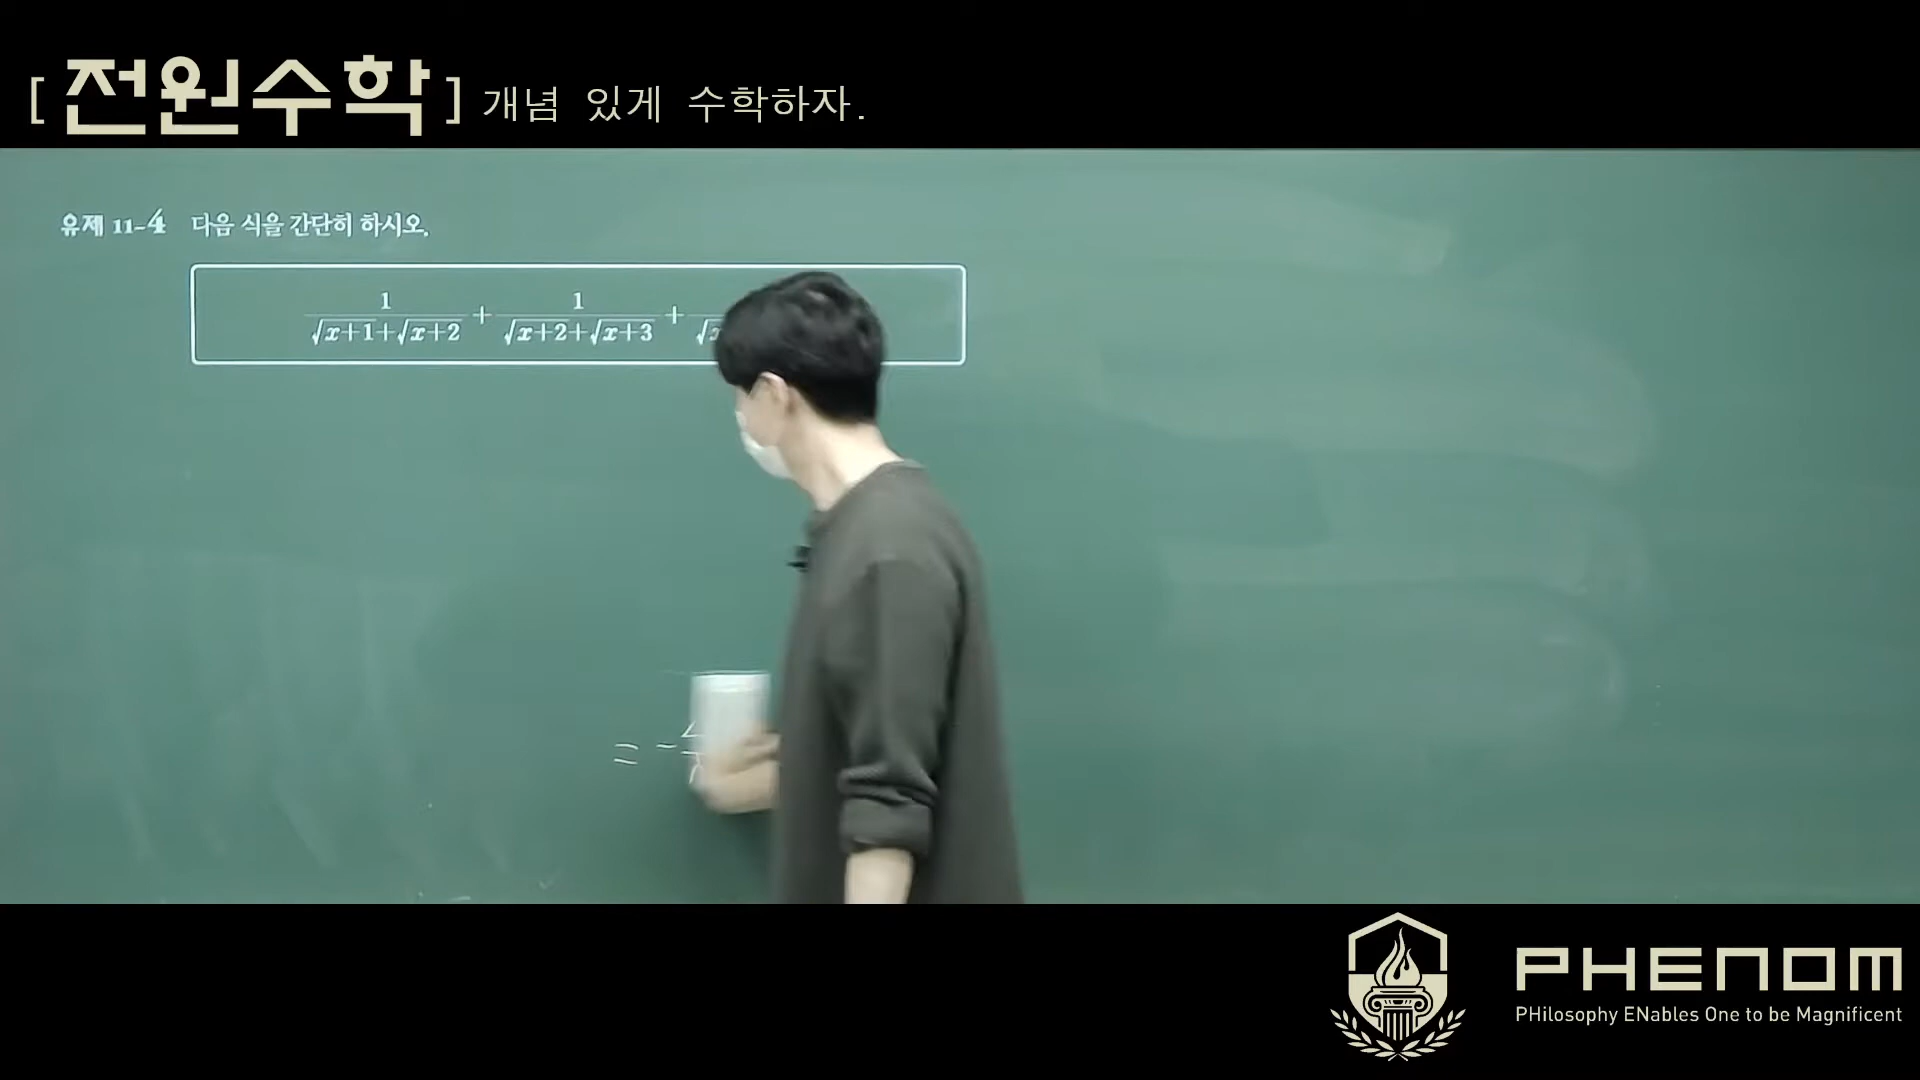 [전원수학] 개념 있게 수학하자.
유제 11-4 다음 식을 간단히 하시오.
1/(√x+1+√x+2) + 1/(√x+2+√x+3) +
= -
PHENOM
PHilosophy ENables One to be Magnificent